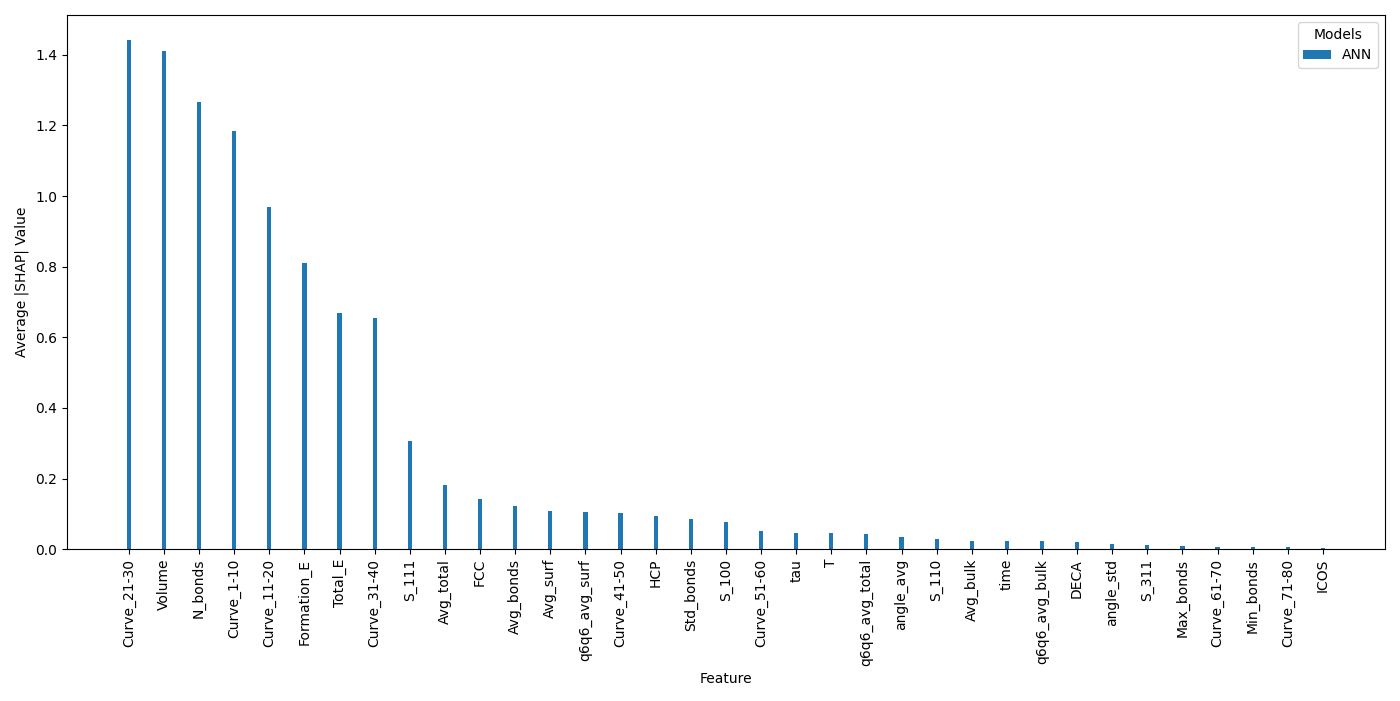 Models
ANN
Average |SHAP| Value
1.4
1.2
1.0
0.8
0.6
0.4
0.2
0.0
Curve_21-30
Volume
N_bonds
Curve_1-10
Curve_11-20
Formation_E
Total_E
Curve_31-40
S_111
Avg_total
FCC
Avg_bonds
Avg_surf
q6q6_avg_surf
Curve_41-50
HCP
Std_bonds
S_100
Curve_51-60
tau
T
q6q6_avg_total
angle_avg
S_110
Avg_bulk
time
q6q6_avg_bulk
DECA
angle_std
S_311
Max_bonds
Curve_61-70
Min_bonds
Curve_71-80
ICOS
Feature